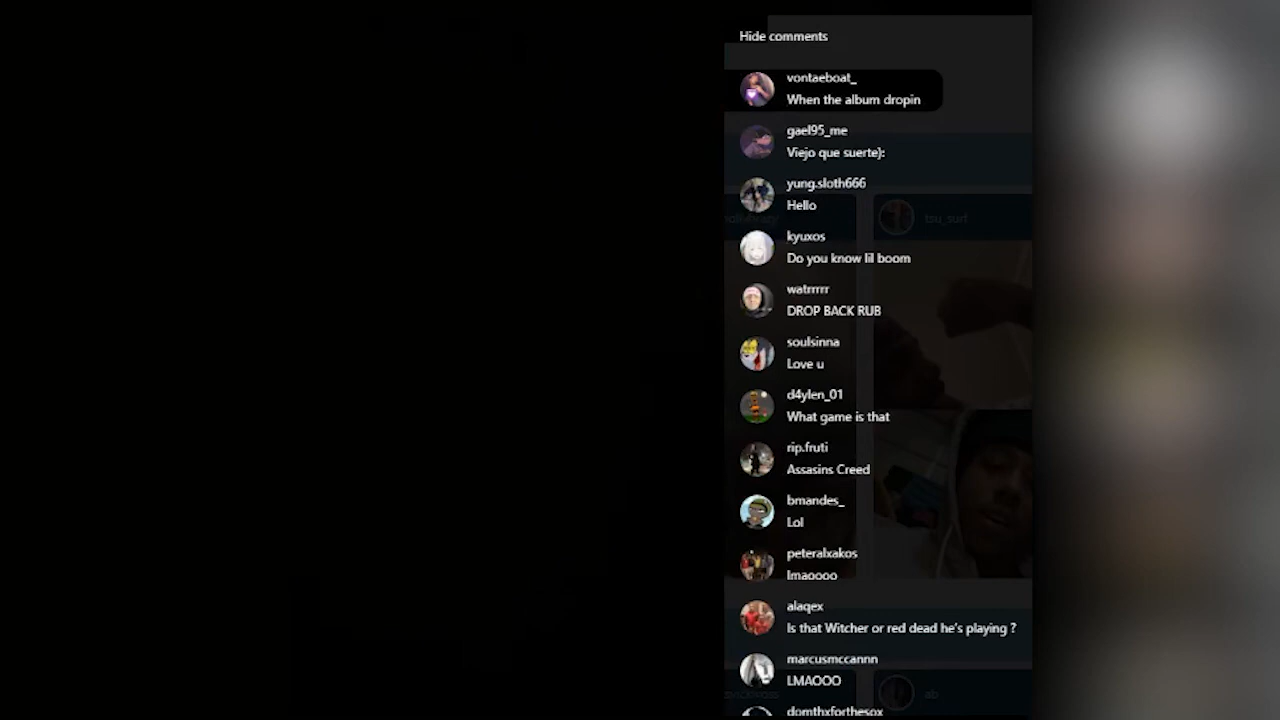 Hide comments
vontaeboat_
When the album dropin
gael95_me
Viejo que suerte):
yung.sloth666
Hello
tsu_surf
kyuxos
Do you know lil boom
watrrrrr
DROP BACK RUB
soulsinna
Love u
d4ylen_01
What game is that
rip.fruti
Assasins Creed
bmandes_
Lol
peteralxakos
lmaoooo
alaqex
Is that Witcher or red dead he's playing ?
marcusmccannn
LMAOOO
ab
domthxforthesox